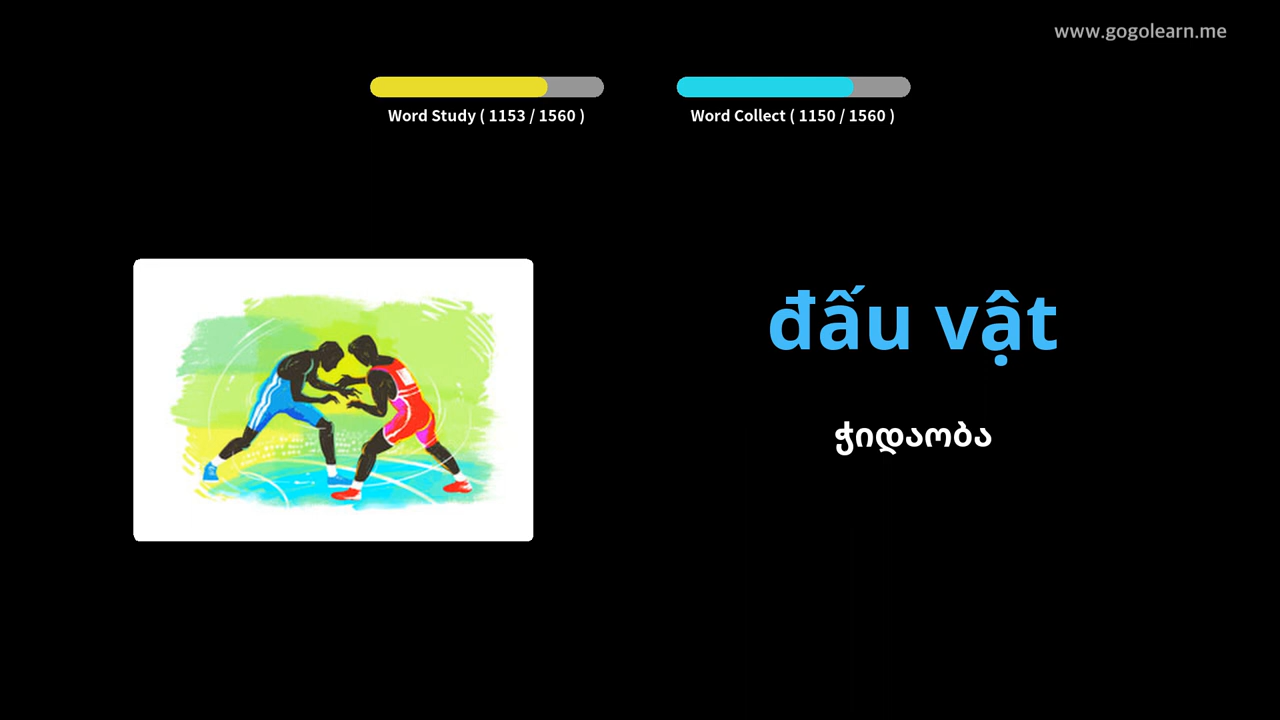 www.gogolearn.me
Word Study ( 1153 / 1560 )
Word Collect ( 1150 / 1560 )
đấu vật
ჭიდაობა